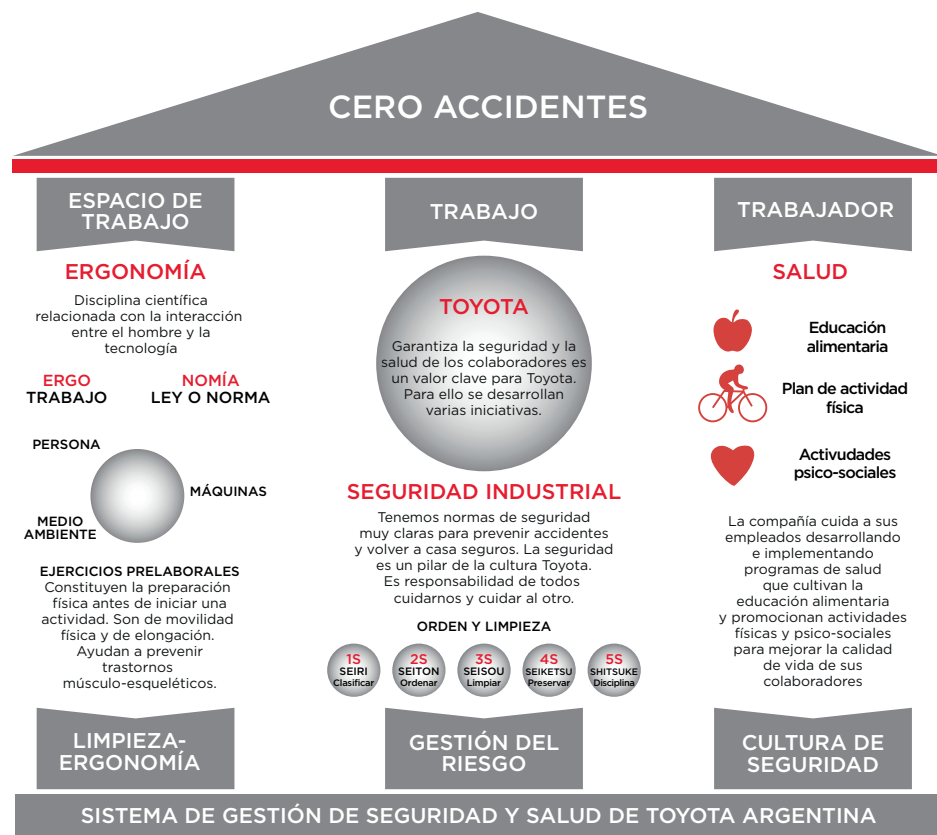 CERO ACCIDENTES
ESPACIO DE
TRABAJO
ERGONOMÍA
Disciplina científica
relacionada con la interacción
entre el hombre y la
tecnología
ERGO
TRABAJO
NOMÍA
LEY O NORMA
PERSONA
MÁQUINAS
MEDIO
AMBIENTE
EJERCICIOS PRELABORALES
Constituyen la preparación
física antes de iniciar una
actividad. Son de movilidad
física y de elongación.
Ayudan a prevenir
trastornos
músculo-esqueléticos.
LIMPIEZA-
ERGONOMÍA
TRABAJO
TOYOTA
Garantiza la seguridad y la
salud de los colaboradores es
un valor clave para Toyota.
Para ello se desarrollan
varias iniciativas.
SEGURIDAD INDUSTRIAL
Tenemos normas de seguridad
muy claras para prevenir accidentes
y volver a casa seguros. La seguridad
es un pilar de la cultura Toyota.
Es responsabilidad de todos
cuidarnos y cuidar al otro.
ORDEN Y LIMPIEZA
1S
SEIRI
Clasificar
2S
SEITON
Ordenar
3S
SEISOU
Limpiar
4S
SEIKETSU
Preservar
5S
SHITSUKE
Disciplina
GESTIÓN DEL
RIESGO
TRABAJADOR
SALUD
Educación
alimentaria
Plan de actividad
física
Activudades
psico-sociales
La compañía cuida a sus
empleados desarrollando
e implementando
programas de salud
que cultivan la
educación alimentaria
y promocionan actividades
físicas y psico-sociales
para mejorar la calidad
de vida de sus
colaboradores
CULTURA DE
SEGURIDAD
SISTEMA DE GESTIÓN DE SEGURIDAD Y SALUD DE TOYOTA ARGENTINA